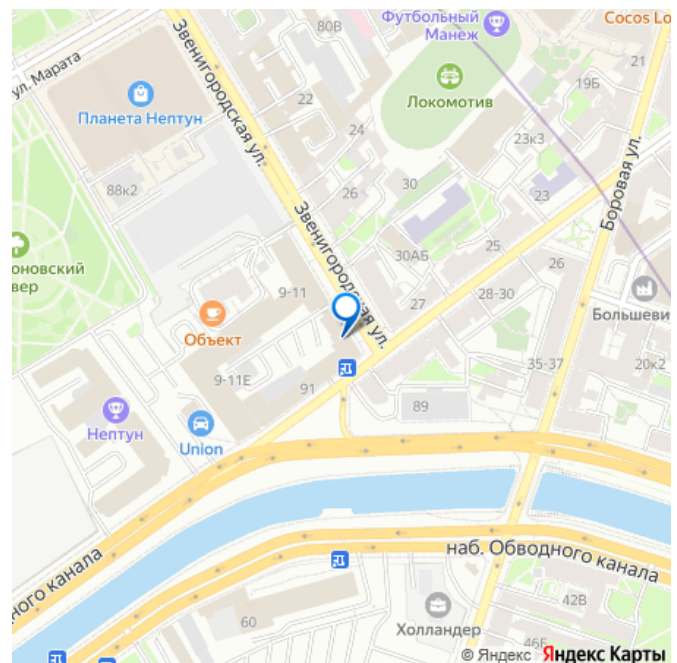 Футбольный
Манеж
Cocos Lo
80В
21
ул. Марата
Звенигородская ул.
19Б
Планета Нептун
22
Локомотив
24
23к3
Боровая ул.
88к2
26
30
23
Звенигородская ул.
оновский
вер
30АБ
25
26
9-11
27
28-30
Большеви
Объект
35-37
20к2
9-11Е
91
89
Нептун
Union
ного канала
наб. Обводного канала
42В
60
Холландер
46Б
© Яндекс Яндекс Карты